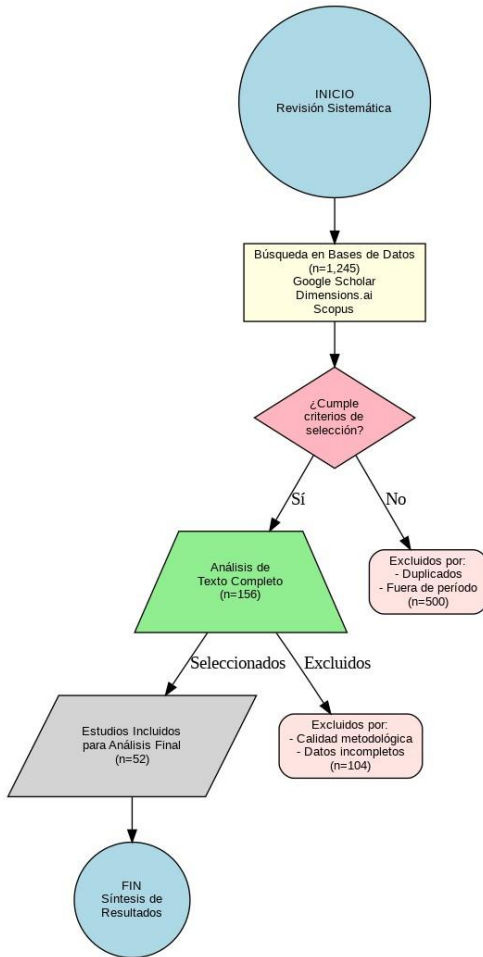 INICIO
Revisión Sistemática
Búsqueda en Bases de Datos
(n=1,245)
Google Scholar
Dimensions.ai
Scopus
¿Cumple
criterios de
selección?
Sí
No
Análisis de
Texto Completo
(n=156)
Excluidos por:
- Duplicados
- Fuera de período
(n=500)
Seleccionados
Excluidos
Estudios Incluidos
para Análisis Final
(n=52)
Excluidos por:
- Calidad metodológica
- Datos incompletos
(n=104)
FIN
Síntesis de
Resultados